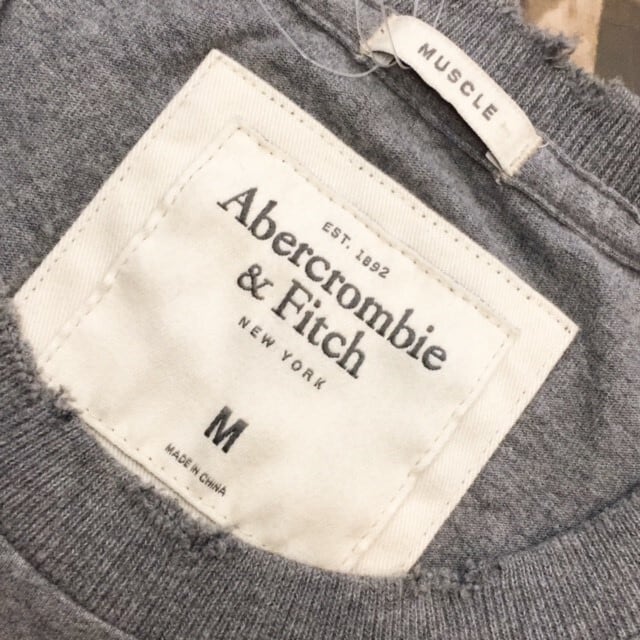 MUSCLE
EST. 1892
Abercrombie
& Fitch
NEW YORK
M
MADE IN CHINA